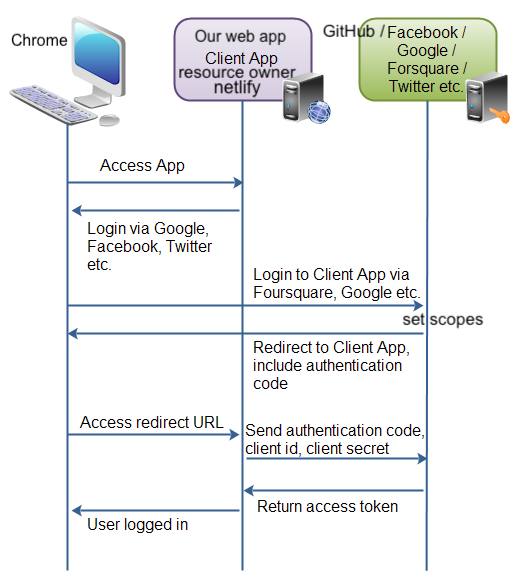 Chrome
Our web app
Client App
resource owner
netlify
GitHub /
Facebook /
Google /
Forsquare /
Twitter etc.
Access App
Login via Google,
Facebook, Twitter
etc.
Login to Client App via
Foursquare, Google etc.
set scopes
Redirect to Client App,
include authentication
code
Access redirect URL
Send authentication code,
client id, client secret
Return access token
User logged in